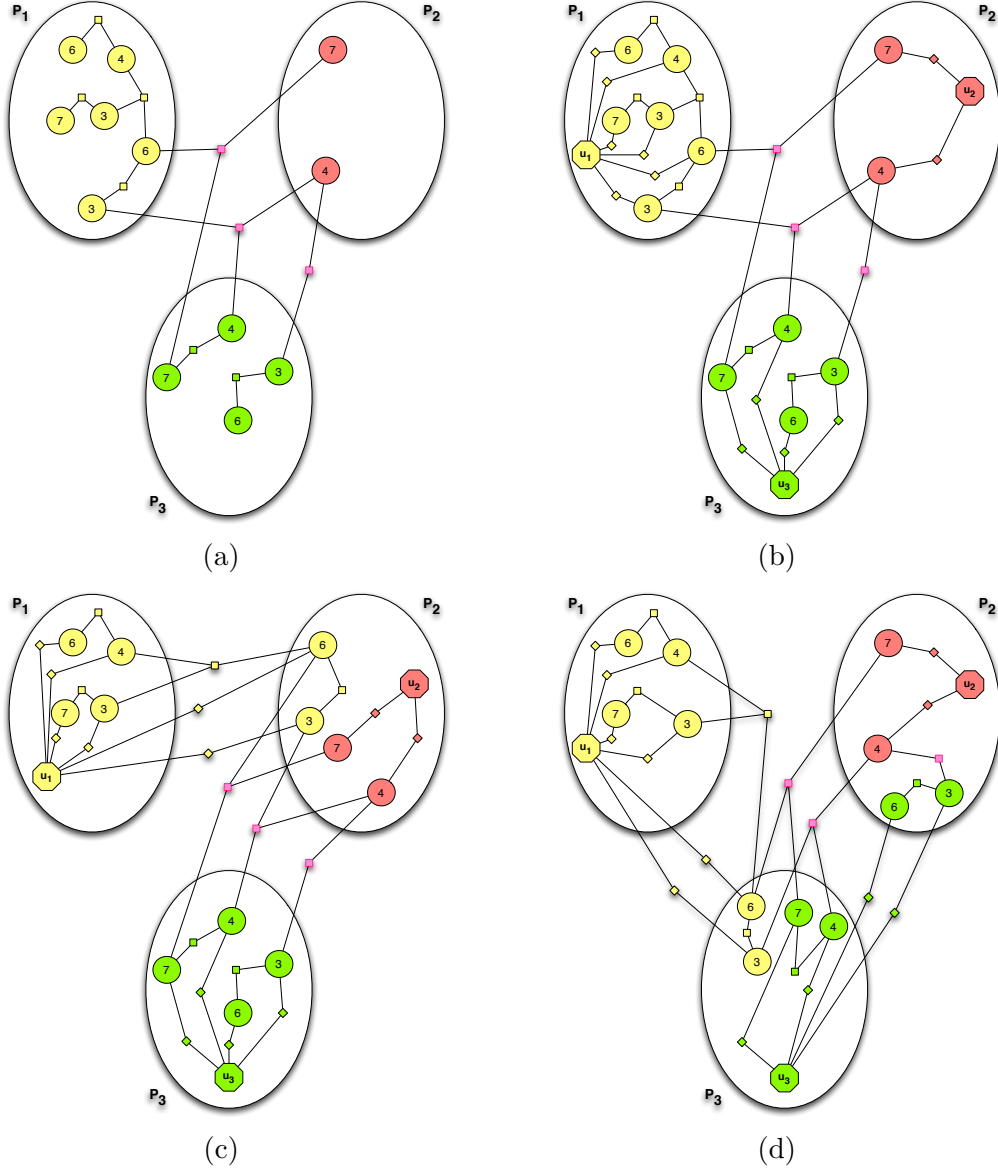 P1 P2 P1 P2
7 7
6 4 6 4
u2
7 3 7 3
6 u1 6
4 4
3 3
4 4
7 3 7 3
6 6
u3
P3 P3
(a) (b)
P1 P2 P1 P2
6 4 6 6 4 7
u2 u2
7 3 3 7 3
7 4
u1 u1
4 6 3
6 7
4 4
7 3 3
6
u3 u3
P3 P3
(c) (d)